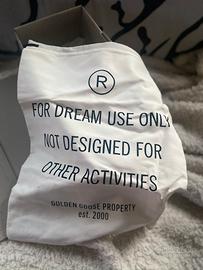 R
FOR DREAM USE ONLY
NOT DESIGNED FOR
OTHER ACTIVITIES
GOLDEN GOOSE PROPERTY
est. 2000